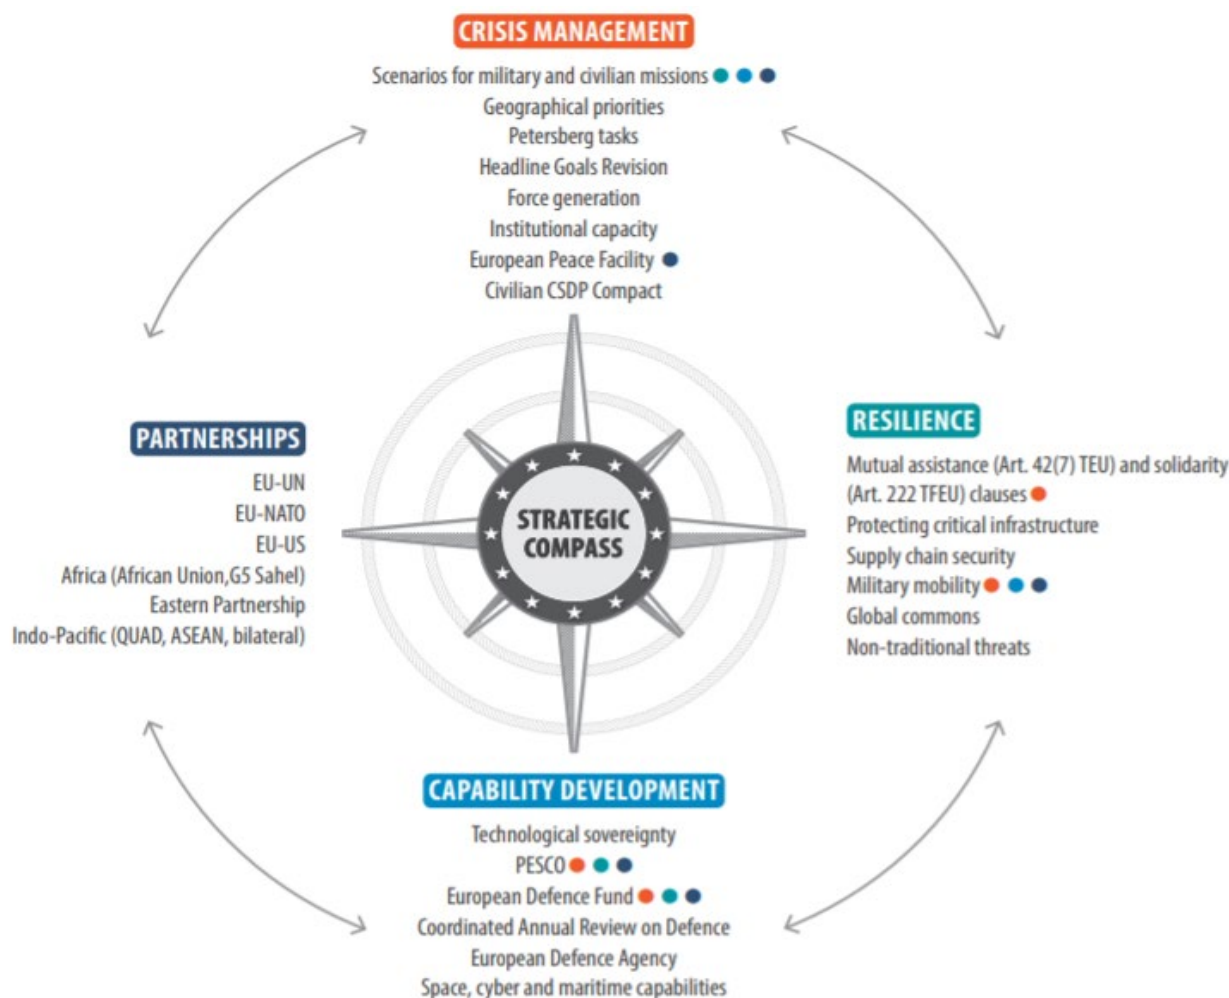 CRISIS MANAGEMENT
Scenarios for military and civilian missions
Geographical priorities
Petersberg tasks
Headline Goals Revision
Force generation
Institutional capacity
European Peace Facility
Civilian CSDP Compact
PARTNERSHIPS
EU-UN
EU-NATO
EU-US
Africa (African Union,G5 Sahel)
Eastern Partnership
Indo-Pacific (QUAD, ASEAN, bilateral)
STRATEGIC
COMPASS
RESILIENCE
Mutual assistance (Art. 42(7) TEU) and solidarity
(Art. 222 TFEU) clauses
Protecting critical infrastructure
Supply chain security
Military mobility
Global commons
Non-traditional threats
CAPABILITY DEVELOPMENT
Technological sovereignty
PESCO
European Defence Fund
Coordinated Annual Review on Defence
European Defence Agency
Space, cyber and maritime capabilities